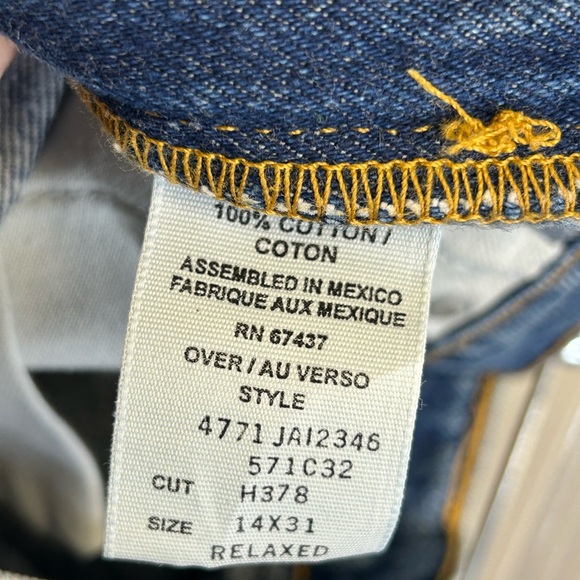 100% COTTON /
COTON
ASSEMBLED IN MEXICO
FABRIQUE AUX MEXIQUE
RN 67437
OVER / AU VERSO
STYLE
4771 JAI2346
571C32
CUT H378
SIZE 14X31
RELAXED